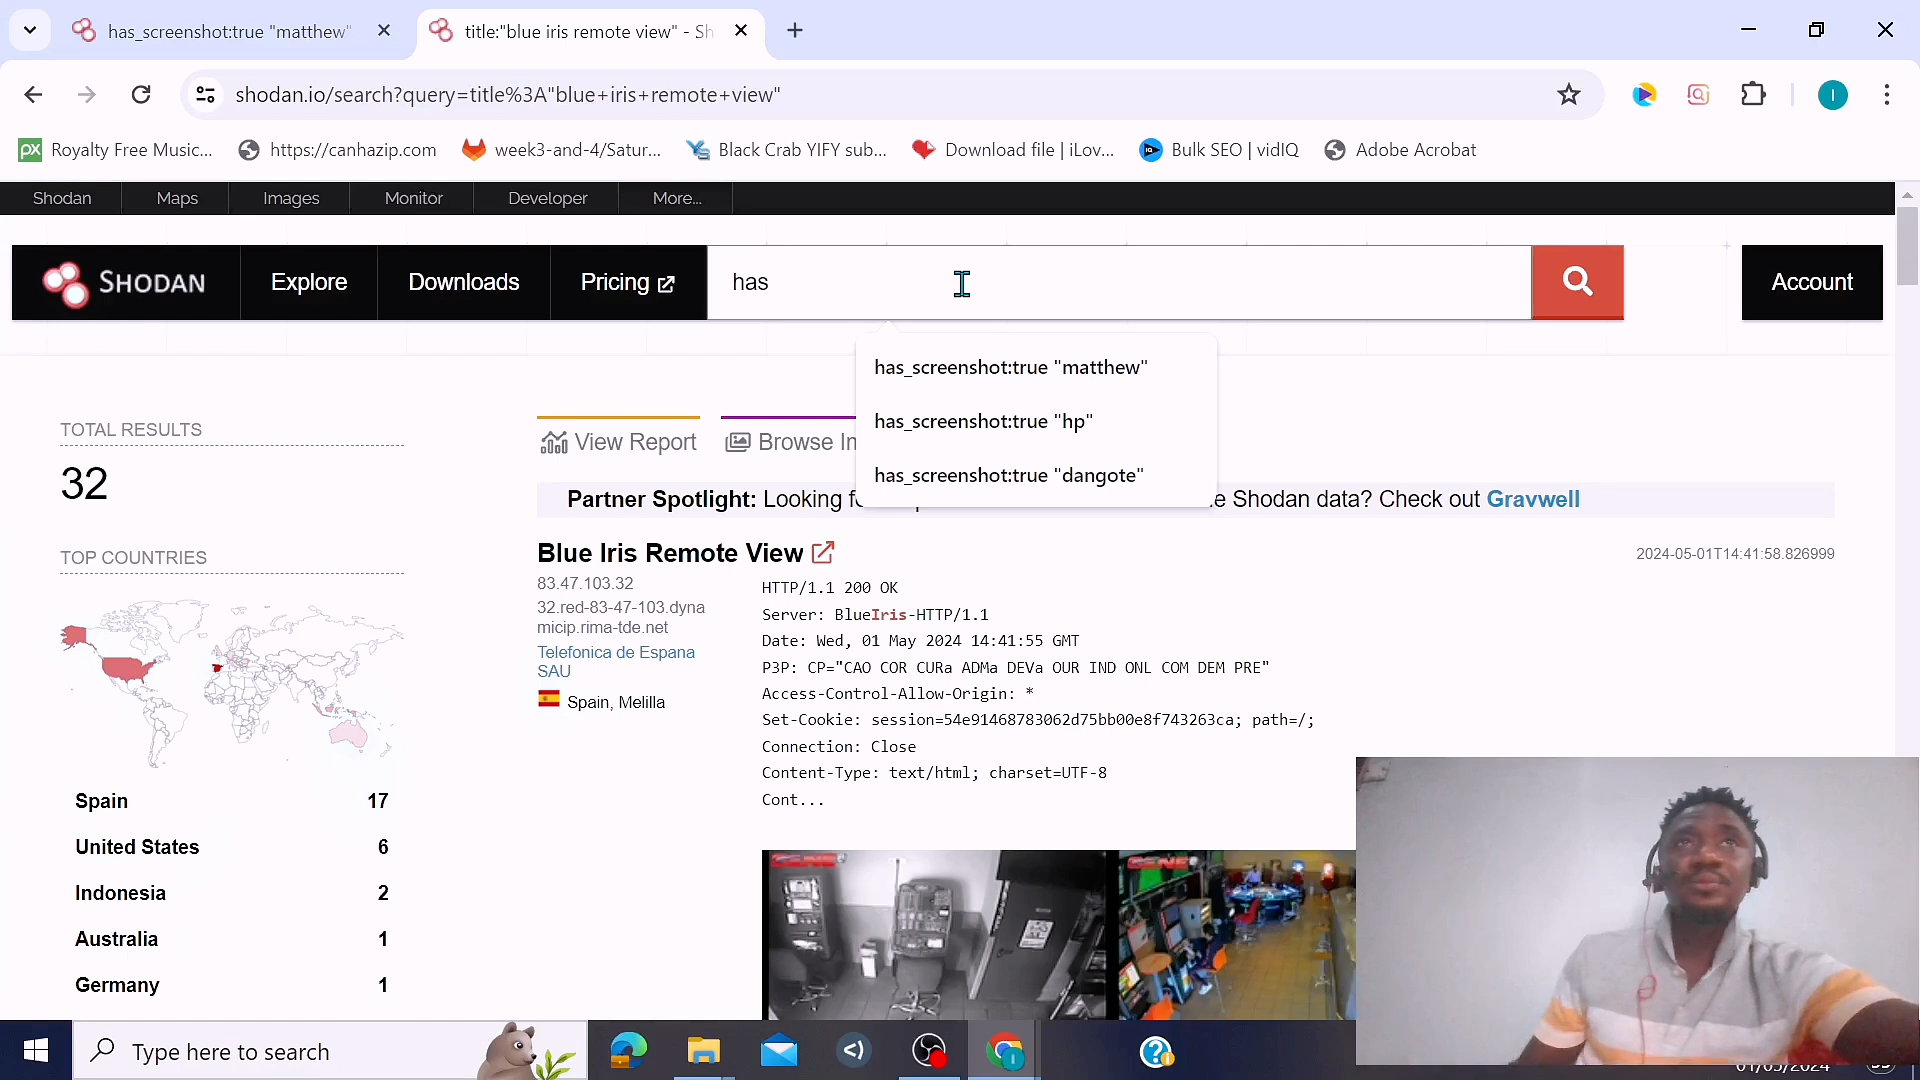 has_screenshot:true "matthew"
title:"blue iris remote view" - Sh
shodan.io/search?query=title%3A"blue+iris+remote+view"
I
px Royalty Free Music...
https://canhazip.com
week3-and-4/Satur...
Black Crab YIFY sub...
Download file | iLov...
Bulk SEO | vidIQ
Adobe Acrobat
Shodan
Maps
Images
Monitor
Developer
More...
SHODAN
Explore
Downloads
Pricing
has
Account
has_screenshot:true "matthew"
has_screenshot:true "hp"
has_screenshot:true "dangote"
TOTAL RESULTS
32
View Report
Browse
Partner Spotlight: Looking
Shodan data? Check out Gravwell
TOP COUNTRIES
Blue Iris Remote View
2024-05-01T14:41:58.826999
83.47.103.32
32.red-83-47-103.dyna
micip.rima-tde.net
Telefonica de Espana
SAU
Spain, Melilla
HTTP/1.1 200 OK
Server: BlueIris-HTTP/1.1
Date: Wed, 01 May 2024 14:41:55 GMT
P3P: CP="CAO COR CURa ADMa DEVa OUR IND ONL COM DEM PRE"
Access-Control-Allow-Origin: *
Set-Cookie: session=54e91468783062d75bb00e8f743263ca; path=/;
Connection: Close
Content-Type: text/html; charset=UTF-8
Cont...
Spain 17
United States 6
Indonesia 2
Australia 1
Germany 1
Type here to search